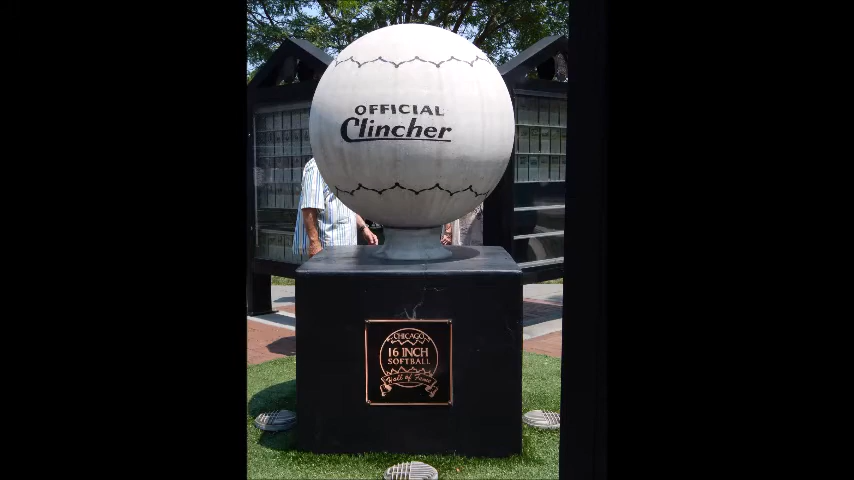 OFFICIAL
Clincher
CHICAGO
16 INCH
SOFTBALL
Hall of Fame